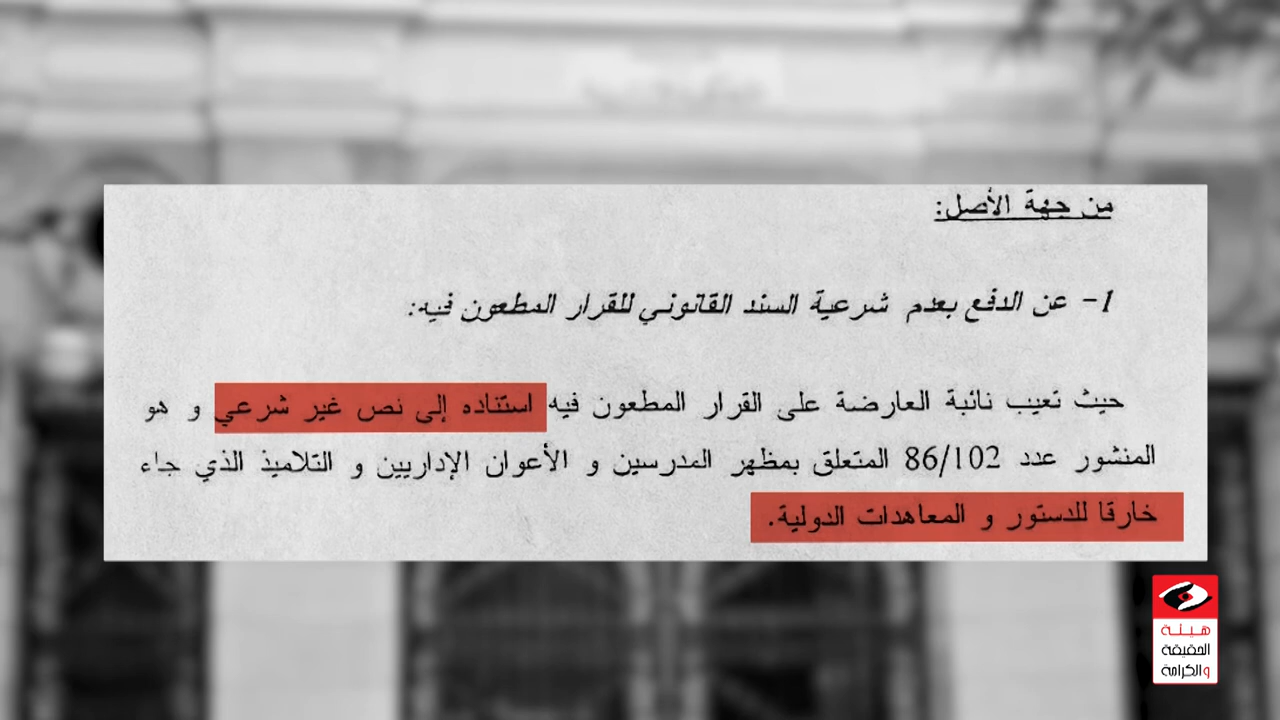 من جهة الأصل:
1- عن الدفع بعدم شرعية السند القانوني للقرار المطعون فيه:
حيث تعيب نائبة العارضة على القرار المطعون فيه استناده إلى نص غير شرعي و هو
المنشور عدد 86/102 المتعلق بمظهر المدرسين و الأعوان الإداريين و التلاميذ الذي جاء
خارقا للدستور و المعاهدات الدولية.
هيئة
الحقيقة
والكرامة